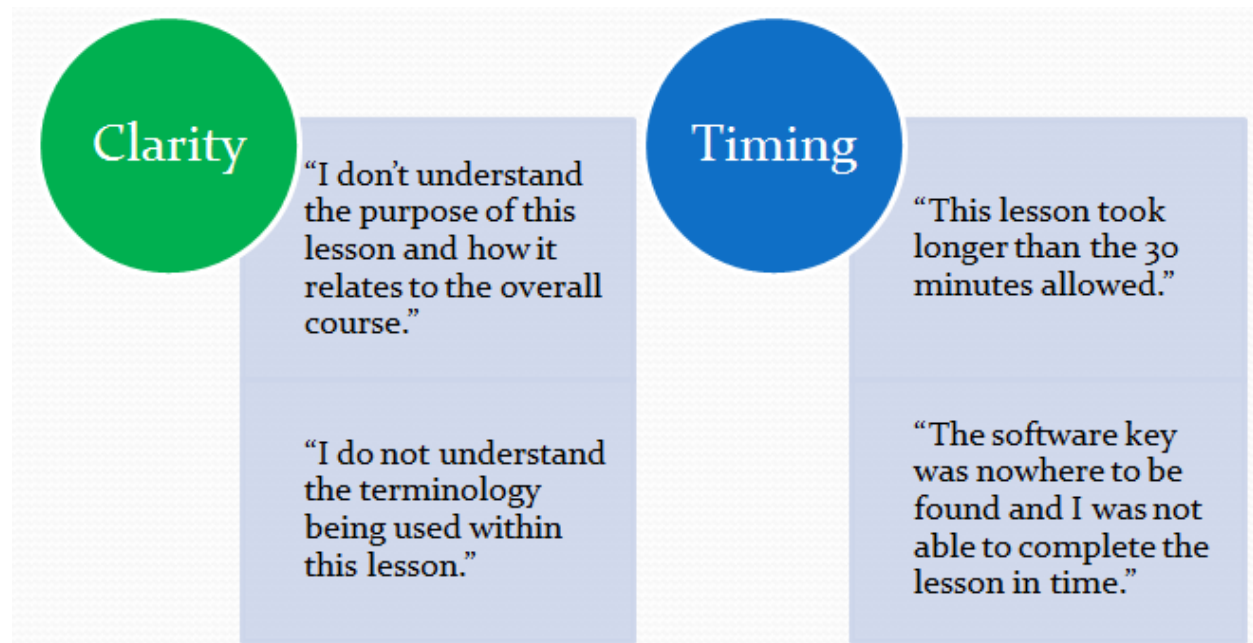 Clarity
“I don’t understand
the purpose of this
lesson and how it
relates to the overall
course.”
“I do not understand
the terminology
being used within
this lesson.”
Timing
“This lesson took
longer than the 30
minutes allowed.”
“The software key
was nowhere to be
found and I was not
able to complete the
lesson in time.”